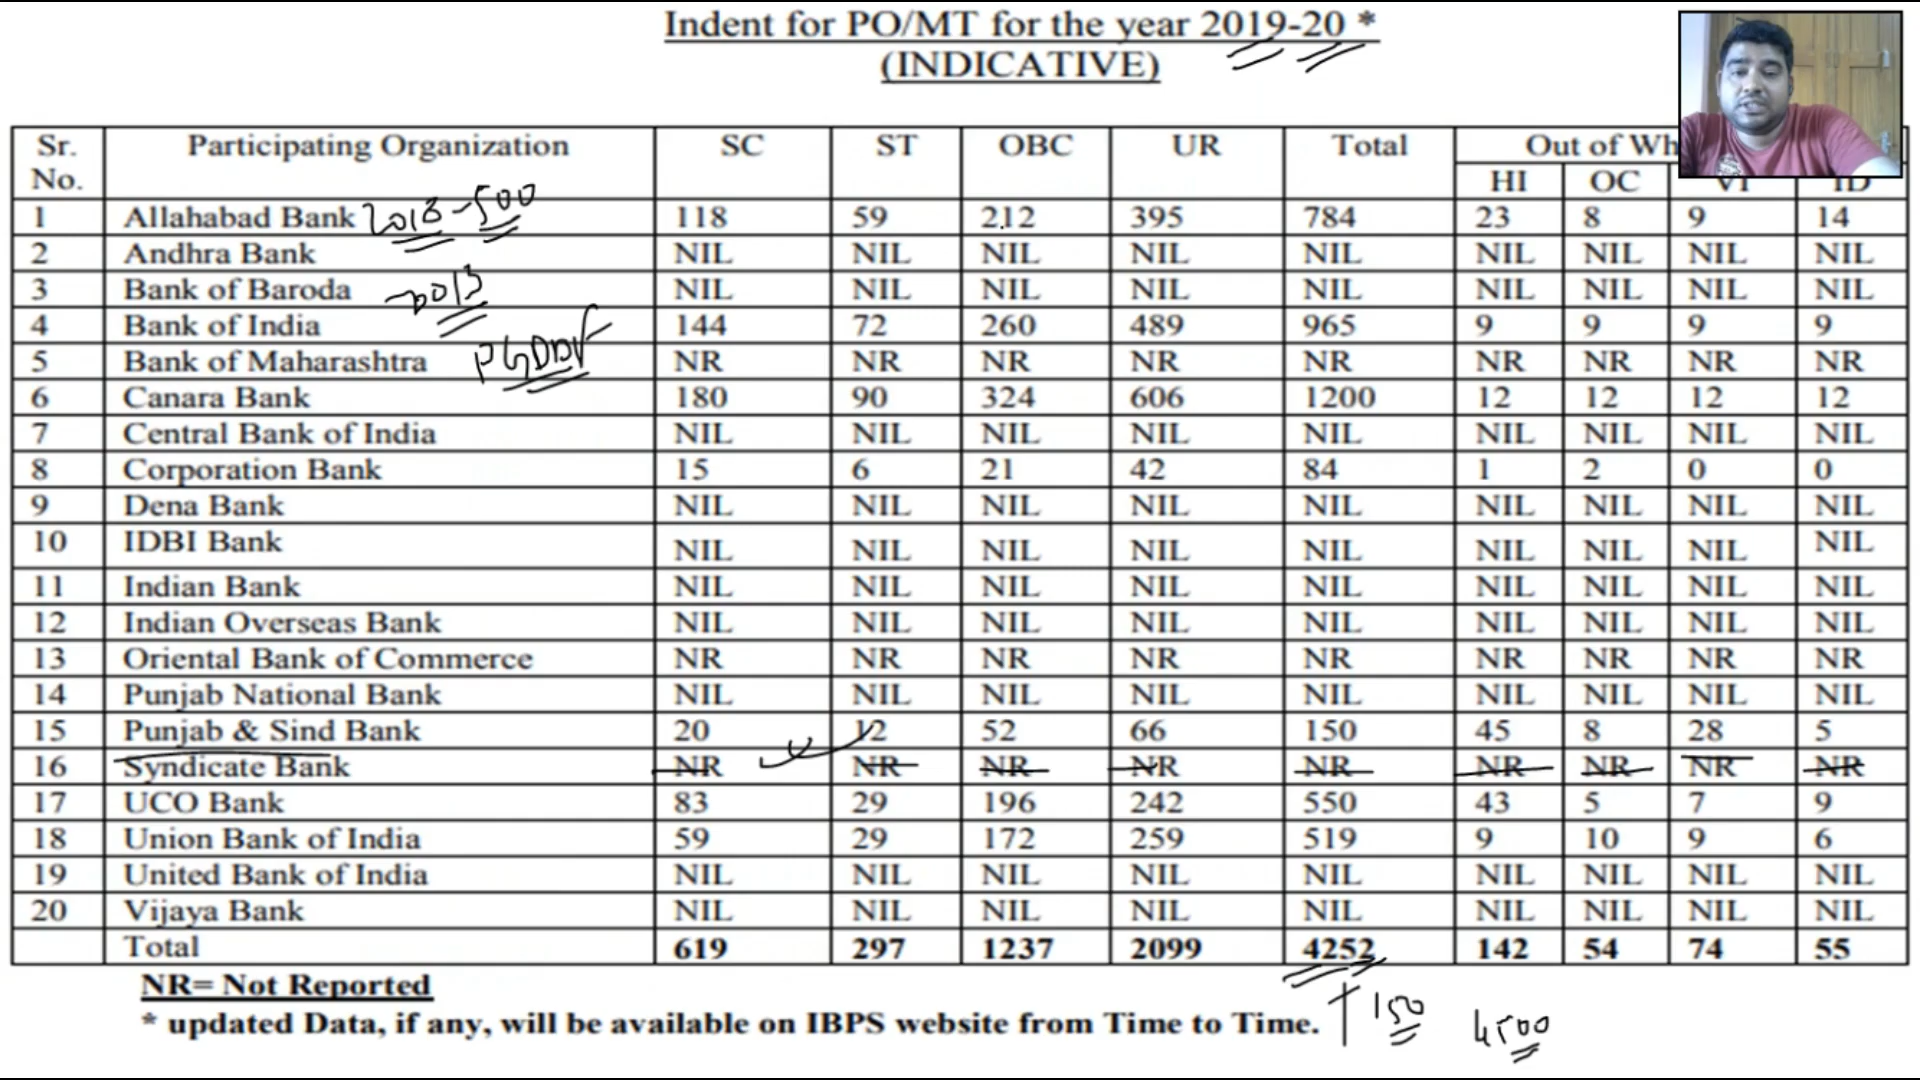 Indent for PO/MT for the year 2019-20 *
(INDICATIVE)
Sr. No. Participating Organization SC ST OBC UR Total Out of Wh
HI OC VI ID
1 Allahabad Bank 2018-500 118 59 212 395 784 23 8 9 14
2 Andhra Bank NIL NIL NIL NIL NIL NIL NIL NIL NIL
3 Bank of Baroda NIL NIL NIL NIL NIL NIL NIL NIL NIL
4 Bank of India 144 72 260 489 965 9 9 9 9
5 Bank of Maharashtra NR NR NR NR NR NR NR NR NR
6 Canara Bank 180 90 324 606 1200 12 12 12 12
7 Central Bank of India NIL NIL NIL NIL NIL NIL NIL NIL NIL
8 Corporation Bank 15 6 21 42 84 1 2 0 0
9 Dena Bank NIL NIL NIL NIL NIL NIL NIL NIL NIL
10 IDBI Bank NIL NIL NIL NIL NIL NIL NIL NIL NIL
11 Indian Bank NIL NIL NIL NIL NIL NIL NIL NIL NIL
12 Indian Overseas Bank NIL NIL NIL NIL NIL NIL NIL NIL NIL
13 Oriental Bank of Commerce NR NR NR NR NR NR NR NR NR
14 Punjab National Bank NIL NIL NIL NIL NIL NIL NIL NIL NIL
15 Punjab & Sind Bank 20 12 52 66 150 45 8 28 5
16 Syndicate Bank NR NR NR NR NR NR NR NR NR
17 UCO Bank 83 29 196 242 550 43 5 7 9
18 Union Bank of India 59 29 172 259 519 9 10 9 6
19 United Bank of India NIL NIL NIL NIL NIL NIL NIL NIL NIL
20 Vijaya Bank NIL NIL NIL NIL NIL NIL NIL NIL NIL
Total 619 297 1237 2099 4252 142 54 74 55
NR= Not Reported
* updated Data, if any, will be available on IBPS website from Time to Time.
150 4500